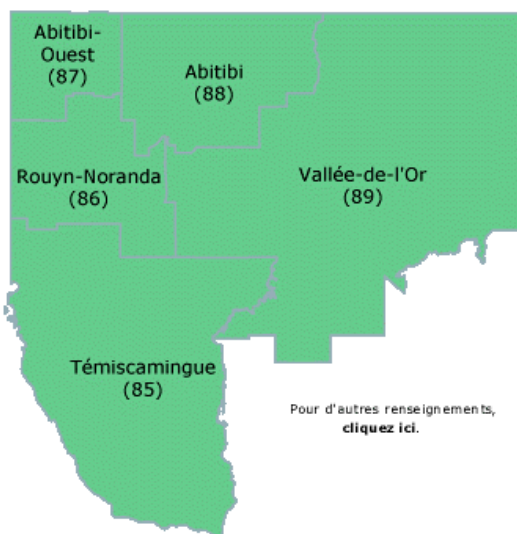 Abitibi-
Ouest
(87)
Abitibi
(88)
Rouyn-Noranda
(86)
Vallée-de-l'Or
(89)
Témiscamingue
(85)
Pour d'autres renseignements,
cliquez ici.